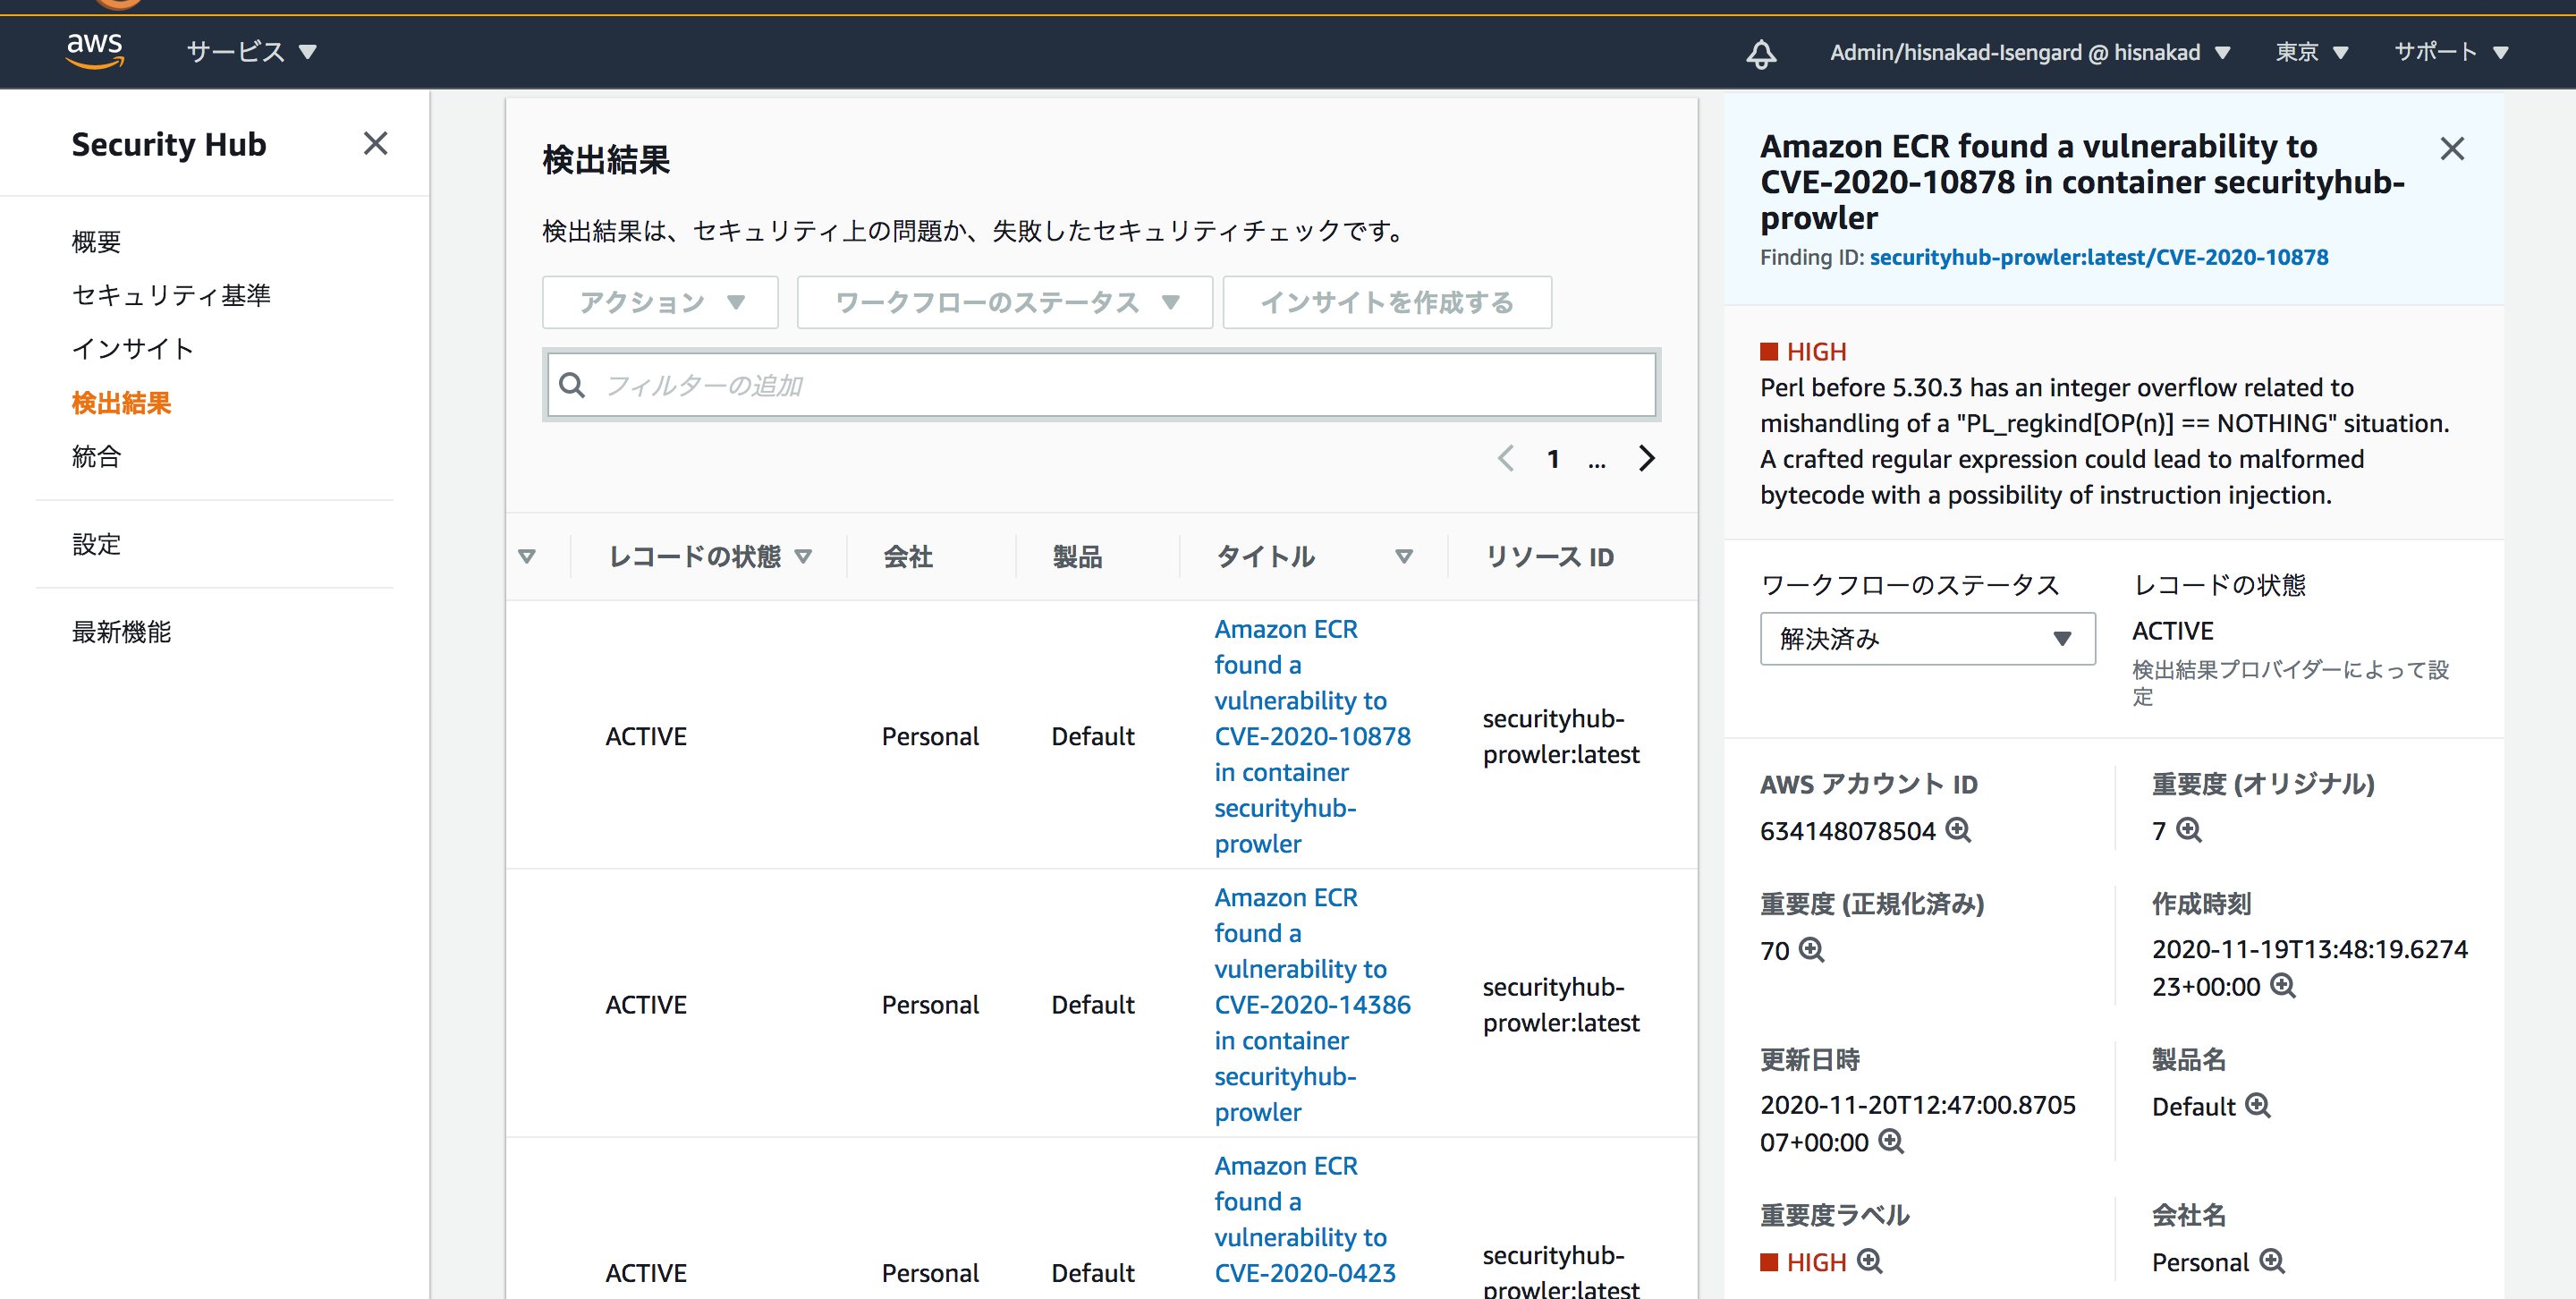 aws
サービス
Admin/hisnakad-Isengard @ hisnakad
東京
サポート
Security Hub
概要
セキュリティ基準
インサイト
検出結果
統合
設定
最新機能
検出結果
検出結果は、セキュリティ上の問題か、失敗したセキュリティチェックです。
アクション
ワークフローのステータス
インサイトを作成する
フィルターの追加
1 ...
レコードの状態
会社
製品
タイトル
リソース ID
ACTIVE
Personal
Default
Amazon ECR
found a
vulnerability to
CVE-2020-10878
in container
securityhub-
prowler
securityhub-
prowler:latest
ACTIVE
Personal
Default
Amazon ECR
found a
vulnerability to
CVE-2020-14386
in container
securityhub-
prowler
securityhub-
prowler:latest
ACTIVE
Personal
Default
Amazon ECR
found a
vulnerability to
CVE-2020-0423
securityhub-
prowler:latest
Amazon ECR found a vulnerability to
CVE-2020-10878 in container securityhub-
prowler
Finding ID: securityhub-prowler:latest/CVE-2020-10878
HIGH
Perl before 5.30.3 has an integer overflow related to
mishandling of a "PL_regkind[OP(n)] == NOTHING" situation.
A crafted regular expression could lead to malformed
bytecode with a possibility of instruction injection.
ワークフローのステータス
解決済み
レコードの状態
ACTIVE
検出結果プロバイダーによって設
定
AWS アカウント ID
634148078504
重要度 (オリジナル)
7
重要度 (正規化済み)
70
作成時刻
2020-11-19T13:48:19.6274
23+00:00
更新日時
2020-11-20T12:47:00.8705
07+00:00
製品名
Default
重要度ラベル
HIGH
会社名
Personal